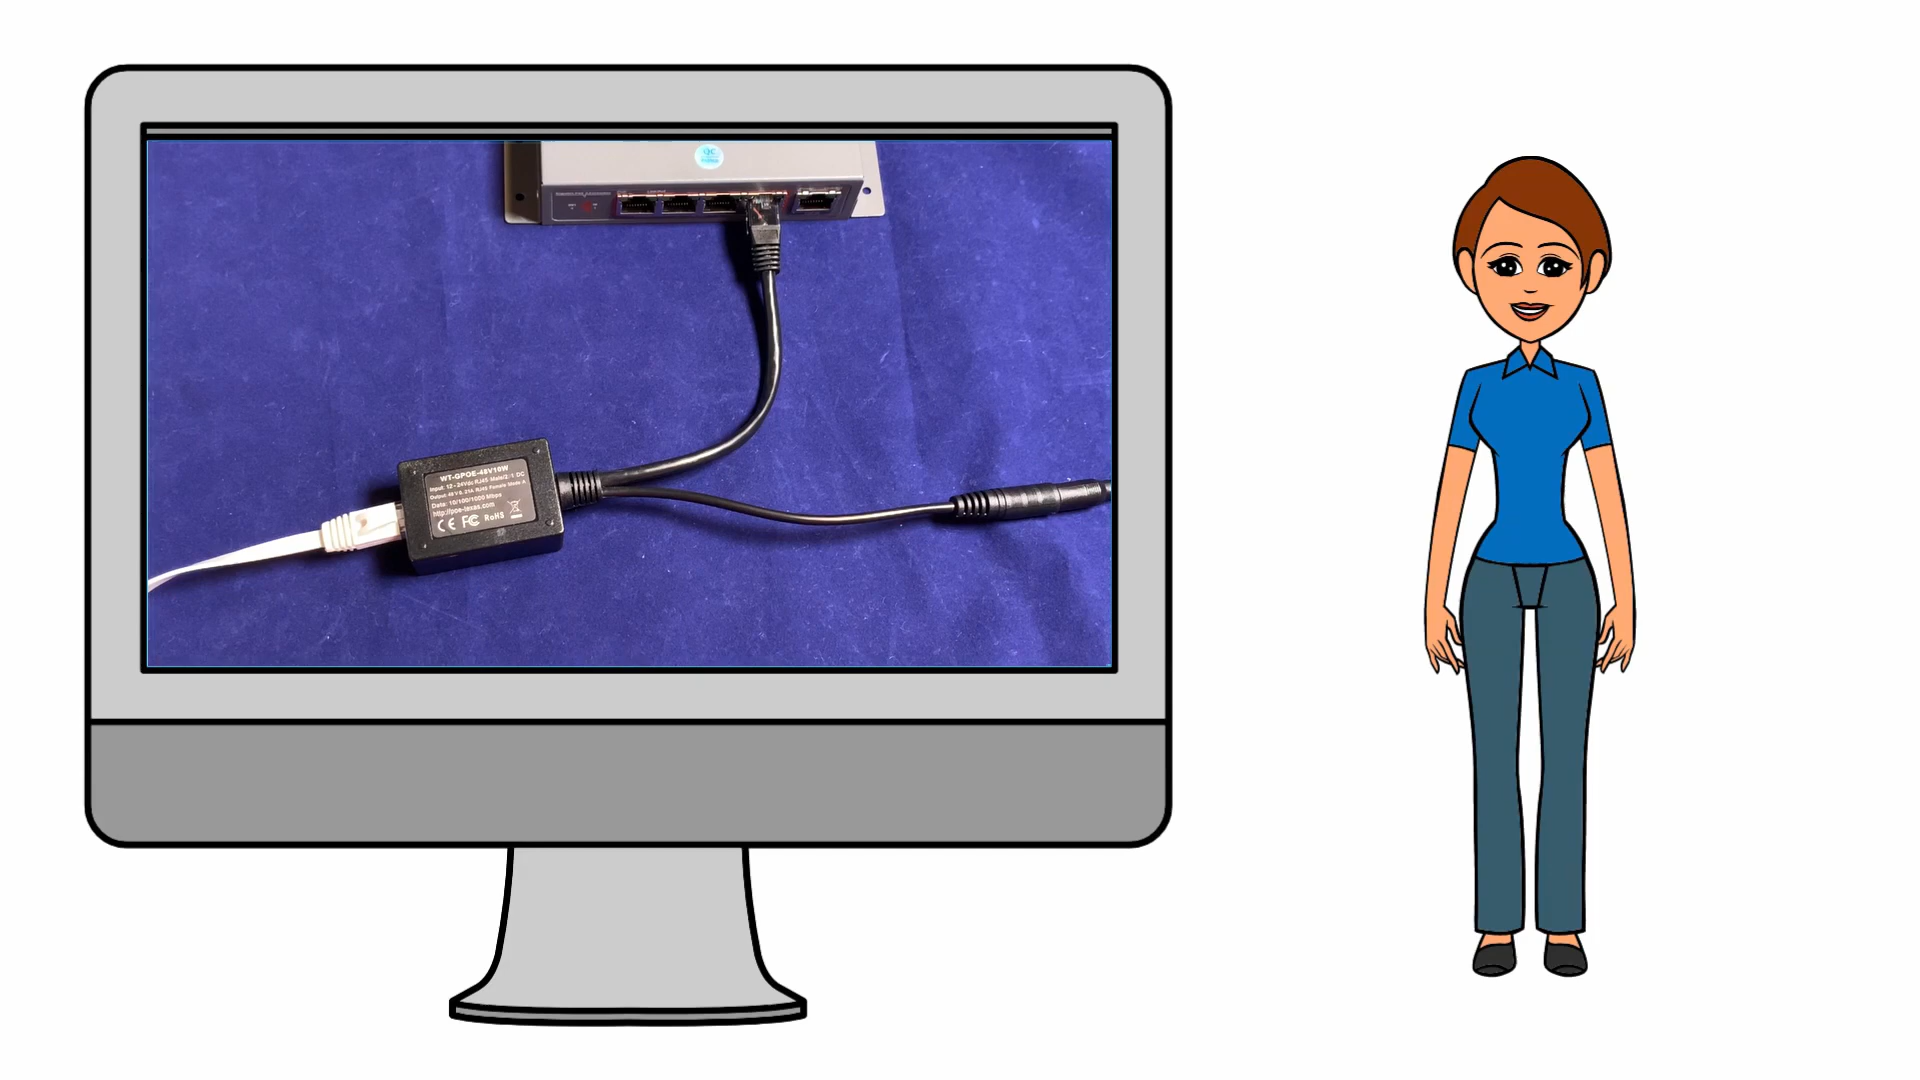 WT-GPOE-48V10W
Input: 12 - 24Vdc RJ45 Male/2.1 DC
Output: 48 V 0.21A RJ45 Female Mode A
Data: 10/100/1000 Mbps
http://poe-texas.com
CE FC RoHS
QC